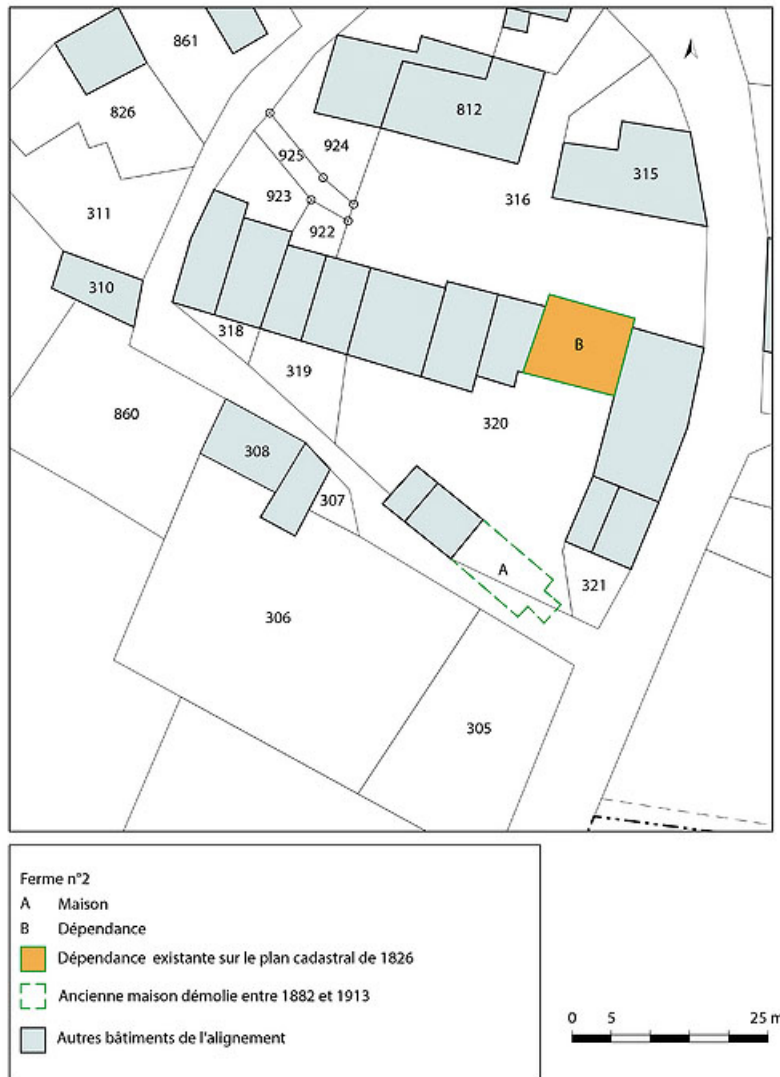 861
826
812
924
925
315
923
316
311
922
310
318
B
319
860
320
308
307
A
321
306
305
Ferme n°2
A Maison
B Dépendance
Dépendance existante sur le plan cadastral de 1826
Ancienne maison démolie entre 1882 et 1913
Autres bâtiments de l'alignement
0 5 25 m